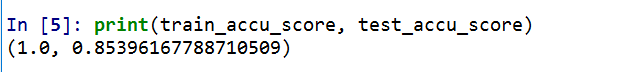 In [5]: print(train_accu_score, test_accu_score)
(1.0, 0.85396167788710509)